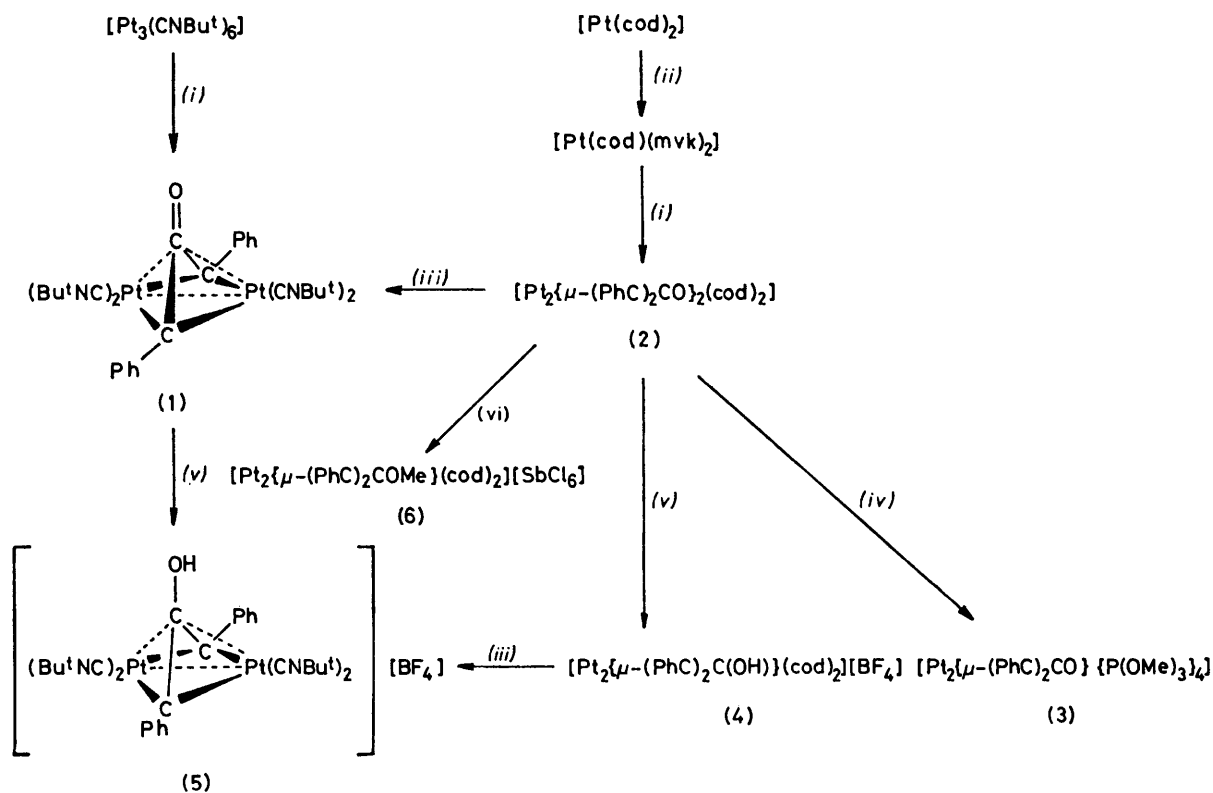 [Pt₃(CNBuᵗ)₆]
[Pt(cod)₂]
(i)
(ii)
[Pt(cod)(mvk)₂]
(i)
O
C
Ph
C
(BuᵗNC)₂Pt
Pt(CNBuᵗ)₂
C
Ph
(1)
(iii)
[Pt₂{μ-(PhC)₂CO}₂(cod)₂]
(2)
(vi)
(v)
[Pt₂{μ-(PhC)₂COMe}(cod)₂][SbCl₆]
(6)
(v)
(iv)
OH
C
Ph
C
(BuᵗNC)₂Pt
Pt(CNBuᵗ)₂
C
Ph
[BF₄]
(5)
(iii)
[Pt₂{μ-(PhC)₂C(OH)}(cod)₂][BF₄]
(4)
[Pt₂{μ-(PhC)₂CO} {P(OMe)₃}₄]
(3)